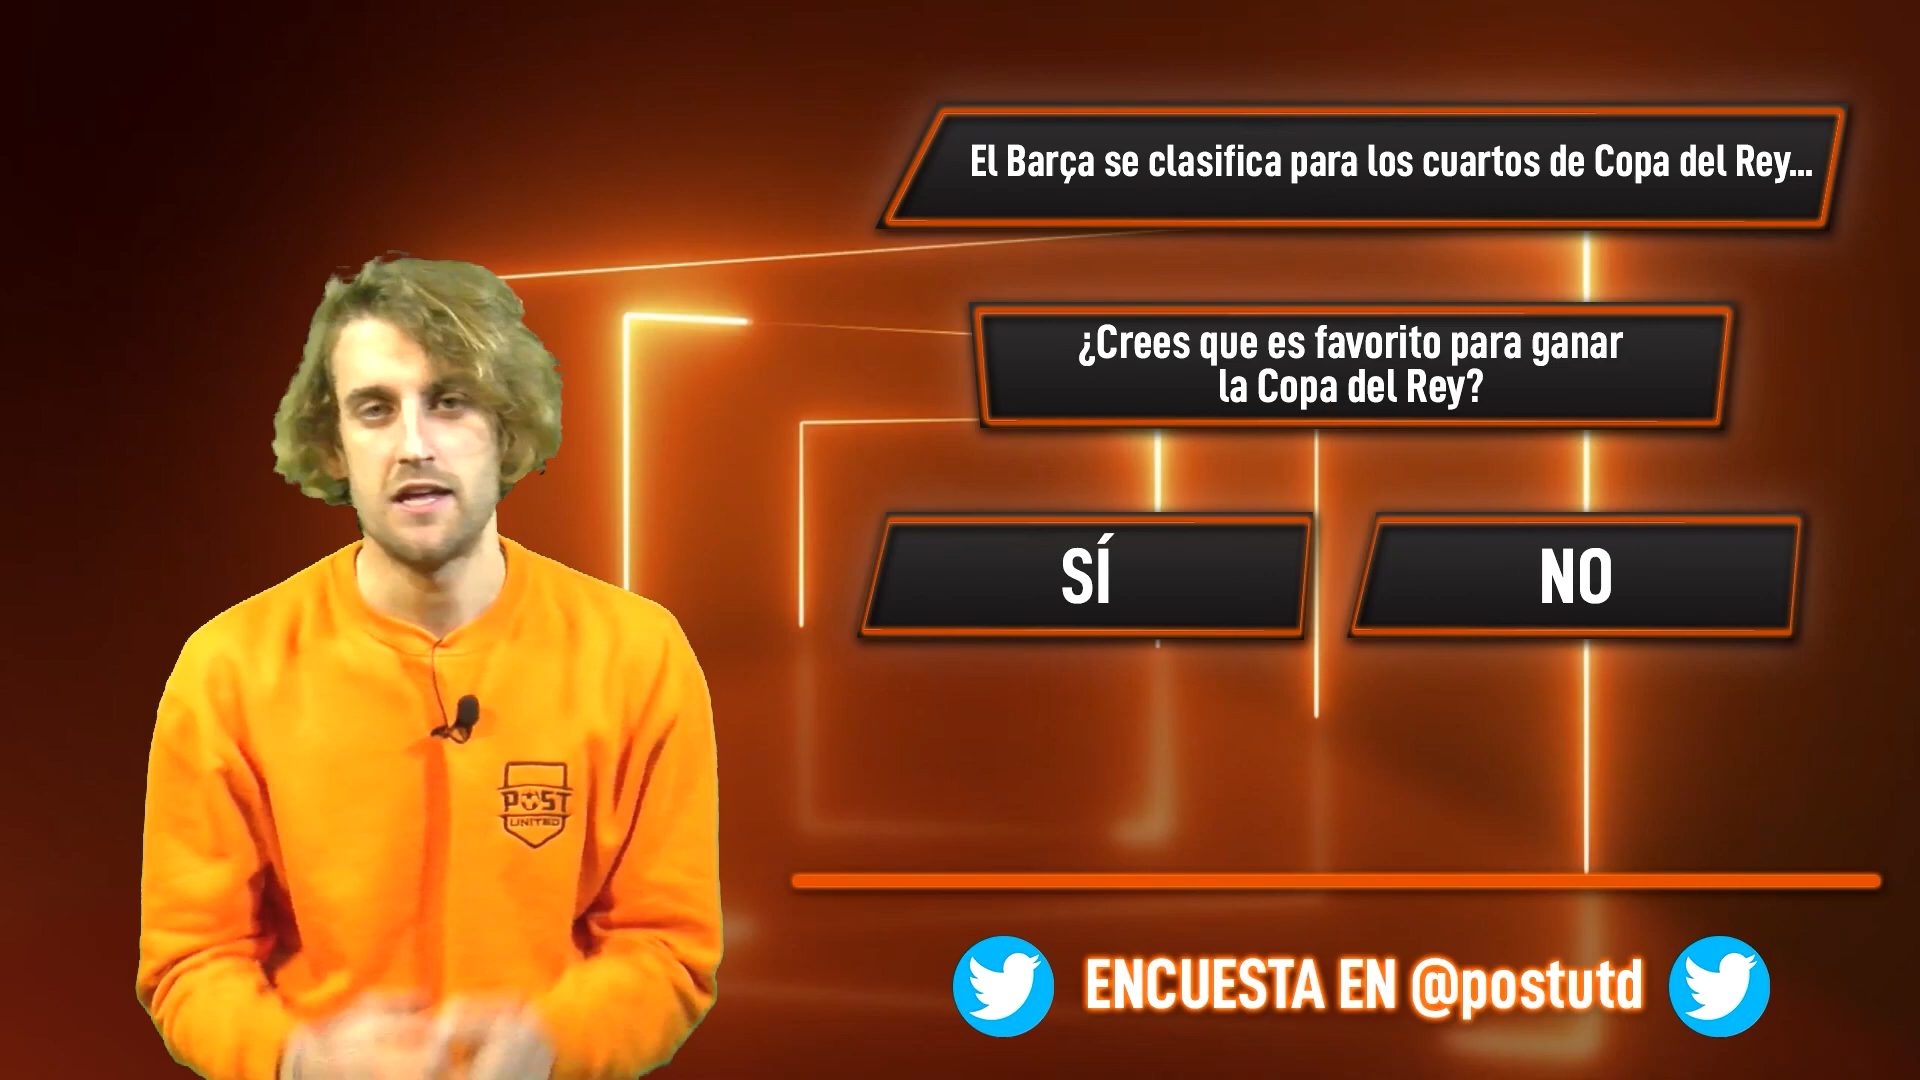 El Barça se clasifica para los cuartos de Copa del Rey...
¿Crees que es favorito para ganar
la Copa del Rey?
SÍ
NO
POST
UNITED
ENCUESTA EN @postutd